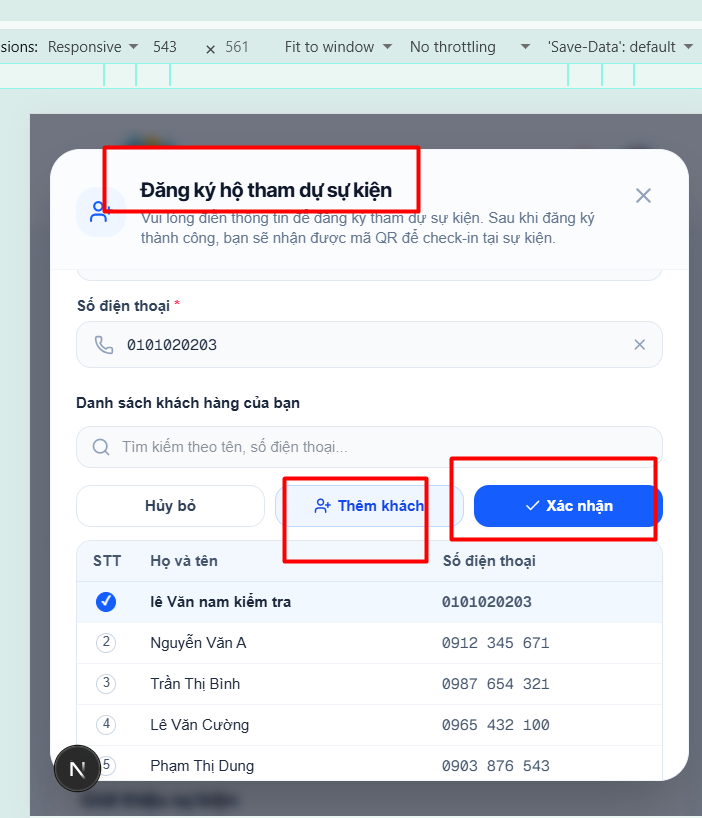 sions: Responsive 543 × 561 Fit to window No throttling 'Save-Data': default
Đăng ký hộ tham dự sự kiện
Vui lòng điền thông tin để đăng ký tham dự sự kiện. Sau khi đăng ký
thành công, bạn sẽ nhận được mã QR để check-in tại sự kiện.
Số điện thoại *
0101020203
Danh sách khách hàng của bạn
Tìm kiếm theo tên, số điện thoại...
Hủy bỏ Thêm khách Xác nhận
STT Họ và tên Số điện thoại
lê Văn nam kiểm tra 0101020203
2 Nguyễn Văn A 0912 345 671
3 Trần Thị Bình 0987 654 321
4 Lê Văn Cường 0965 432 100
N 5 Phạm Thị Dung 0903 876 543